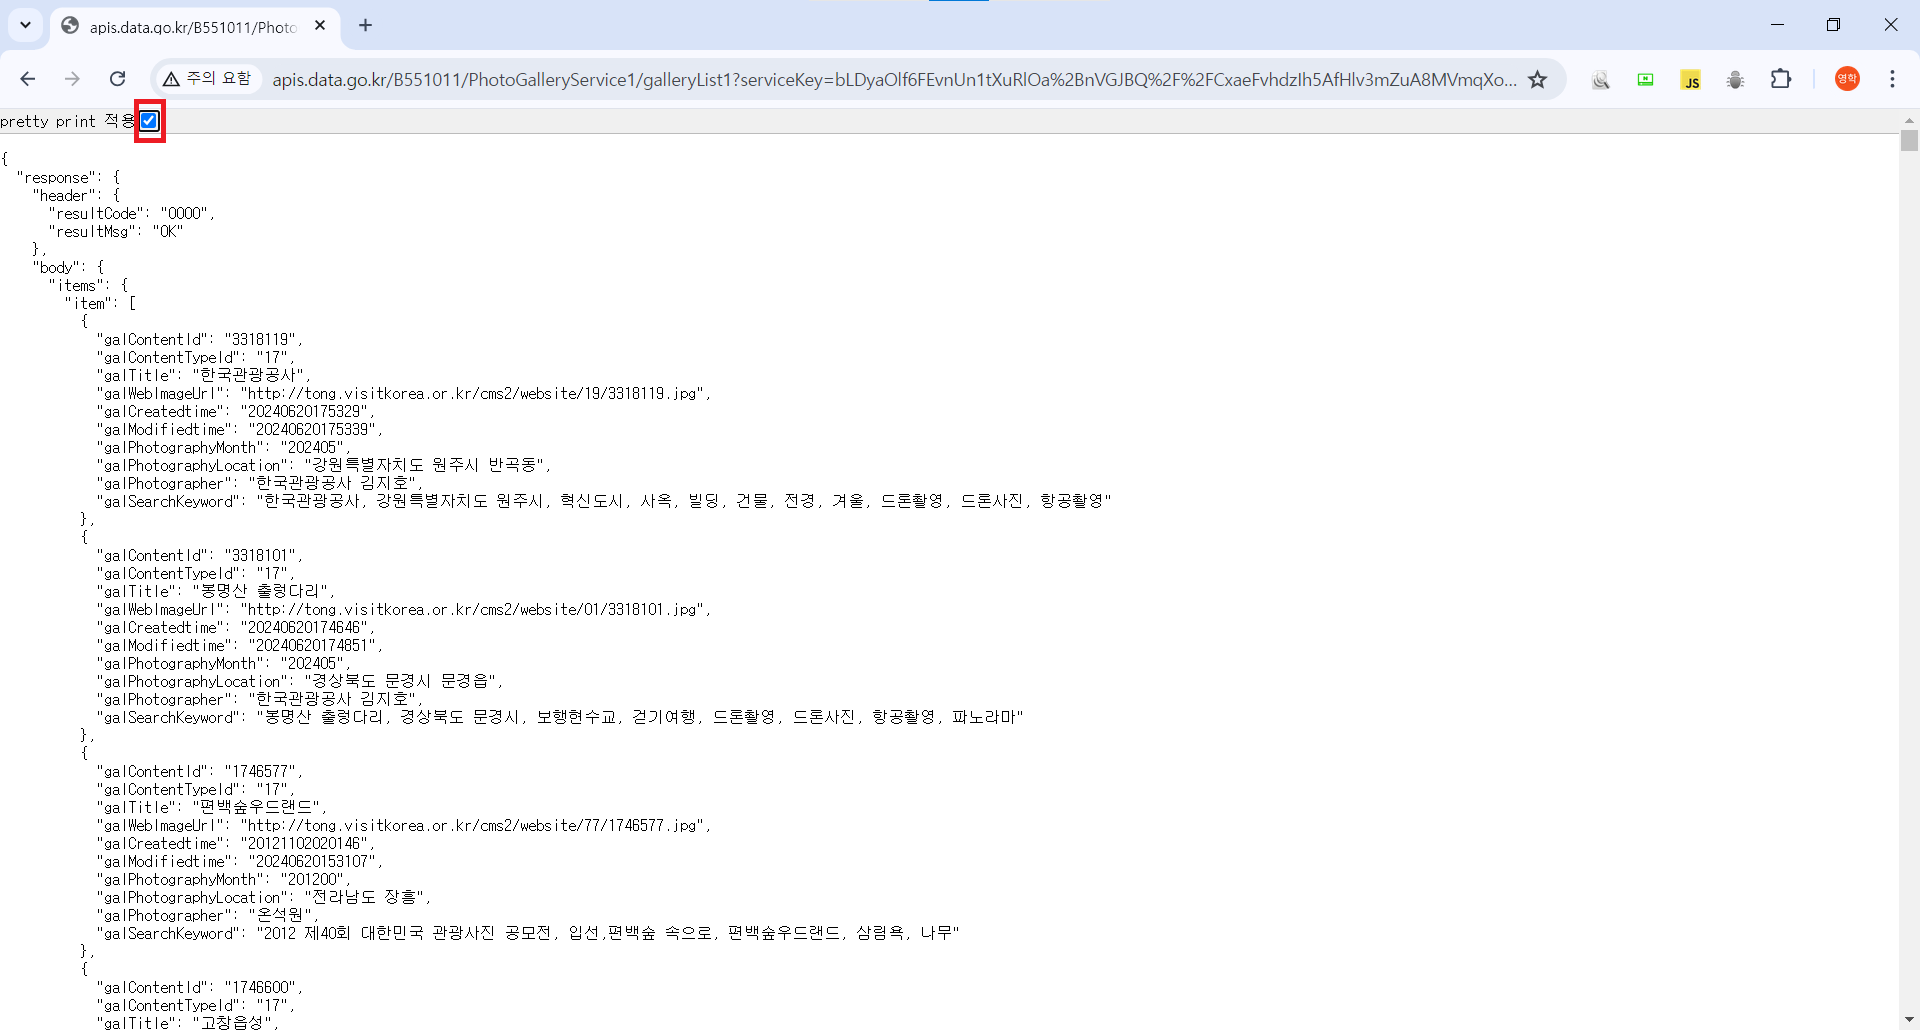 apis.data.go.kr/B551011/Photo
주의 요함
apis.data.go.kr/B551011/PhotoGalleryService1/galleryList1?serviceKey=bLDyaOlf6FEvnUn1tXuRlOa%2BnVGJBQ%2F%2FCxaeFvhdzIh5AfHlv3mZuA8MVmqXo...
JS
영학
pretty print 적용
{
"response": {
"header": {
"resultCode": "0000",
"resultMsg": "OK"
},
"body": {
"items": {
"item": [
{
"galContentId": "3318119",
"galContentTypeId": "17",
"galTitle": "한국관광공사",
"galWebImageUrl": "http://tong.visitkorea.or.kr/cms2/website/19/3318119.jpg",
"galCreatedtime": "20240620175329",
"galModifiedtime": "20240620175339",
"galPhotographyMonth": "202405",
"galPhotographyLocation": "강원특별자치도 원주시 반곡동",
"galPhotographer": "한국관광공사 김지호",
"galSearchKeyword": "한국관광공사, 강원특별자치도 원주시, 혁신도시, 사옥, 빌딩, 건물, 전경, 겨울, 드론촬영, 드론사진, 항공촬영"
},
{
"galContentId": "3318101",
"galContentTypeId": "17",
"galTitle": "봉명산 출렁다리",
"galWebImageUrl": "http://tong.visitkorea.or.kr/cms2/website/01/3318101.jpg",
"galCreatedtime": "20240620174646",
"galModifiedtime": "20240620174851",
"galPhotographyMonth": "202405",
"galPhotographyLocation": "경상북도 문경시 문경읍",
"galPhotographer": "한국관광공사 김지호",
"galSearchKeyword": "봉명산 출렁다리, 경상북도 문경시, 보행현수교, 걷기여행, 드론촬영, 드론사진, 항공촬영, 파노라마"
},
{
"galContentId": "1746577",
"galContentTypeId": "17",
"galTitle": "편백숲우드랜드",
"galWebImageUrl": "http://tong.visitkorea.or.kr/cms2/website/77/1746577.jpg",
"galCreatedtime": "20121102020146",
"galModifiedtime": "20240620153107",
"galPhotographyMonth": "201200",
"galPhotographyLocation": "전라남도 장흥",
"galPhotographer": "온석원",
"galSearchKeyword": "2012 제40회 대한민국 관광사진 공모전, 입선,편백숲 속으로, 편백숲우드랜드, 삼림욕, 나무"
},
{
"galContentId": "1746600",
"galContentTypeId": "17",
"galTitle": "고창읍성",